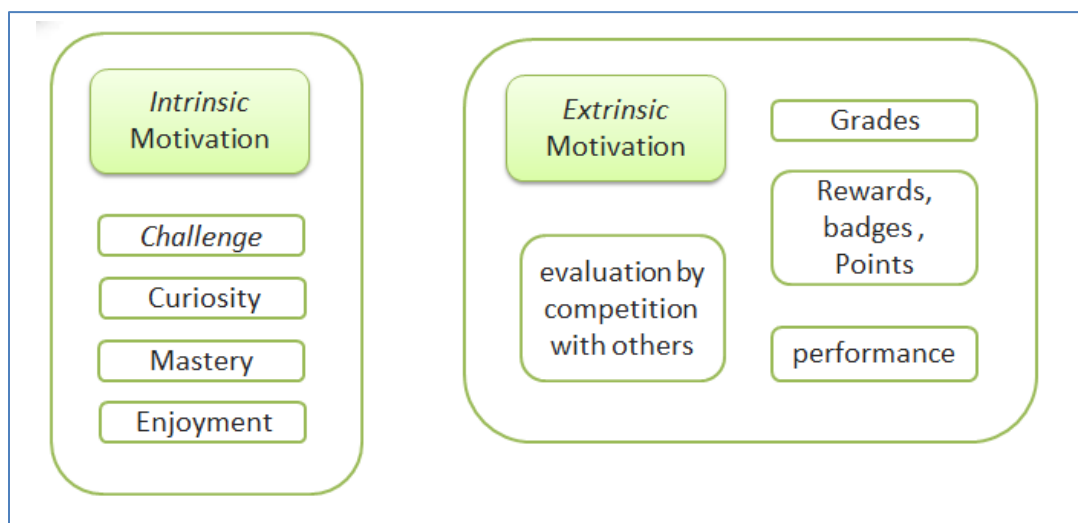 Intrinsic
Motivation
Challenge
Curiosity
Mastery
Enjoyment
Extrinsic
Motivation
evaluation by
competition
with others
Grades
Rewards,
badges ,
Points
performance